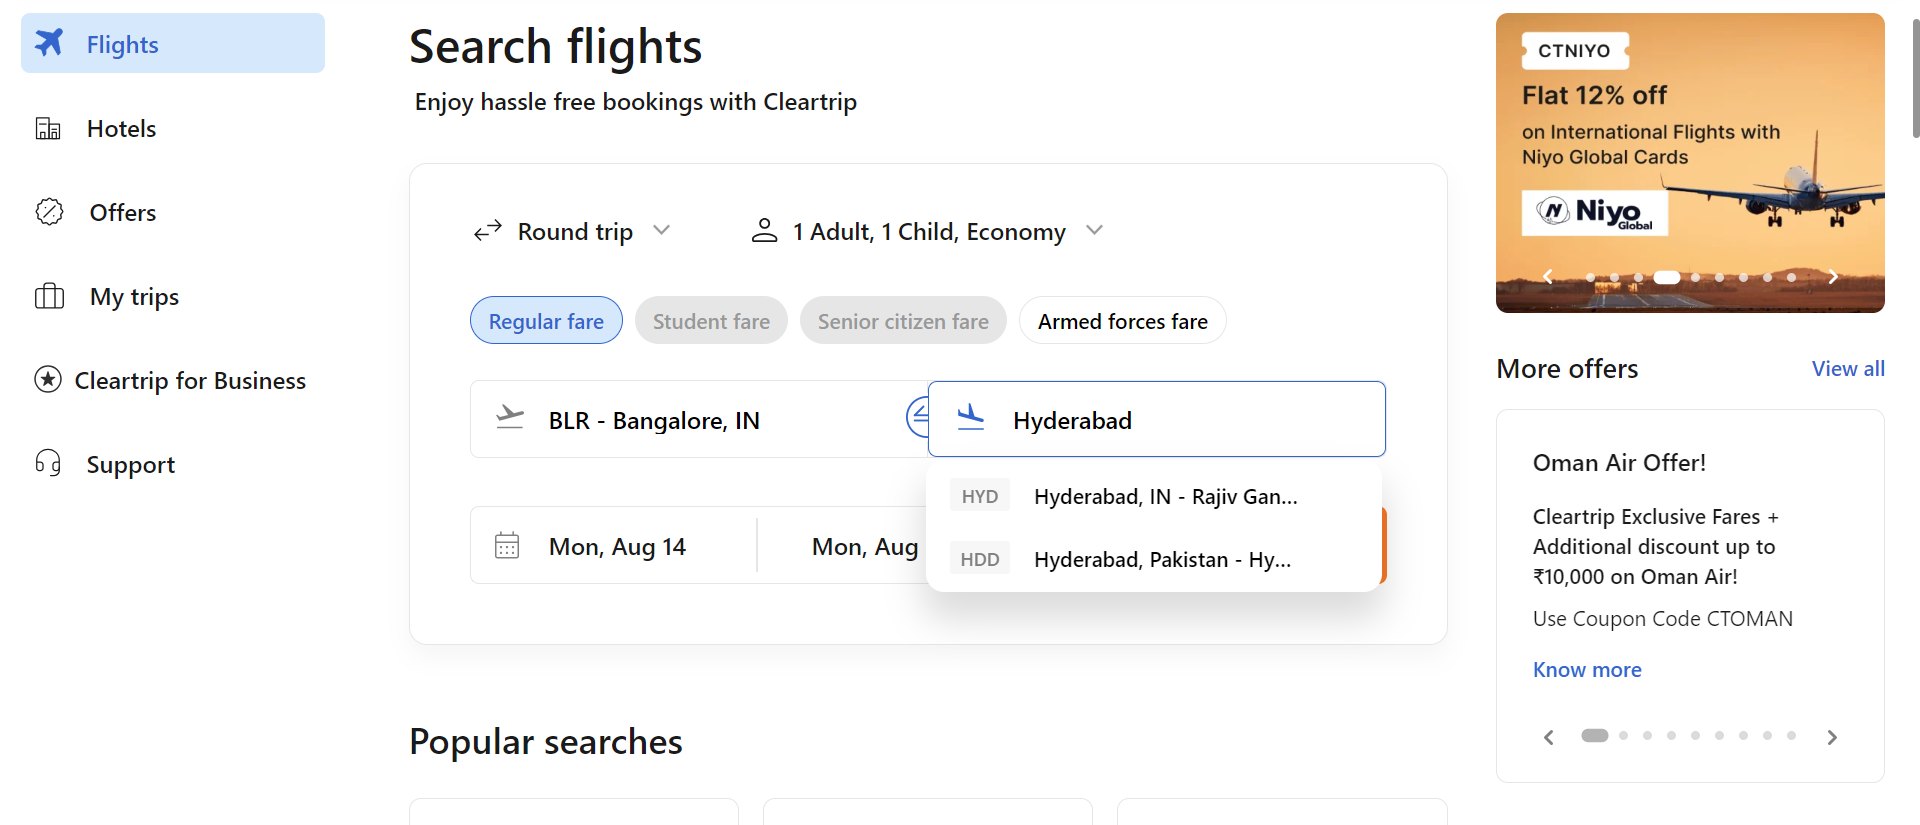 Flights
Hotels
Offers
My trips
Cleartrip for Business
Support
Search flights
Enjoy hassle free bookings with Cleartrip
Round trip
1 Adult, 1 Child, Economy
Regular fare
Student fare
Senior citizen fare
Armed forces fare
BLR - Bangalore, IN
Hyderabad
HYD Hyderabad, IN - Rajiv Gan...
HDD Hyderabad, Pakistan - Hy...
Mon, Aug 14
Mon, Aug
Popular searches
CTNIYO
Flat 12% off
on International Flights with
Niyo Global Cards
Niyo
Global
More offers
View all
Oman Air Offer!
Cleartrip Exclusive Fares +
Additional discount up to
₹10,000 on Oman Air!
Use Coupon Code CTOMAN
Know more